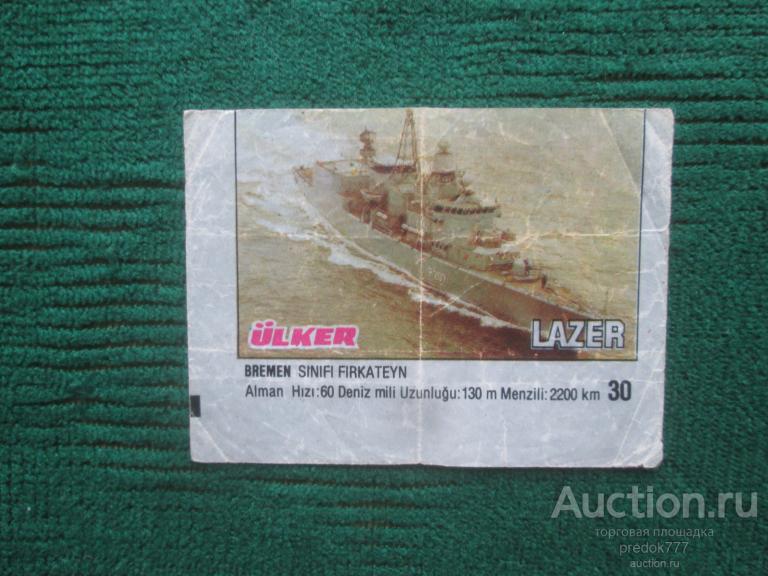 ÜLKER
LAZER
BREMEN SINIFI FIRKATEYN
Alman Hızı:60 Deniz mili Uzunluğu:130 m Menzili:2200 km 30
Auction.ru
торговая площадка
predok777
auction.ru